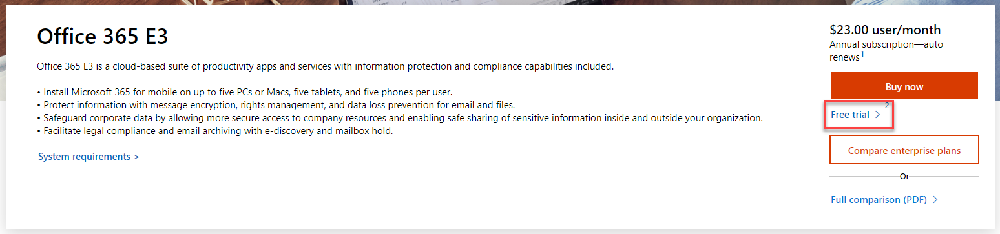 Office 365 E3
Office 365 E3 is a cloud-based suite of productivity apps and services with information protection and compliance capabilities included.
• Install Microsoft 365 for mobile on up to five PCs or Macs, five tablets, and five phones per user.
• Protect information with message encryption, rights management, and data loss prevention for email and files.
• Safeguard corporate data by allowing more secure access to company resources and enabling safe sharing of sensitive information inside and outside your organization.
• Facilitate legal compliance and email archiving with e-discovery and mailbox hold.
System requirements >
$23.00 user/month
Annual subscription—auto
renews1
Buy now
Free trial > 2
Compare enterprise plans
Or
Full comparison (PDF) >